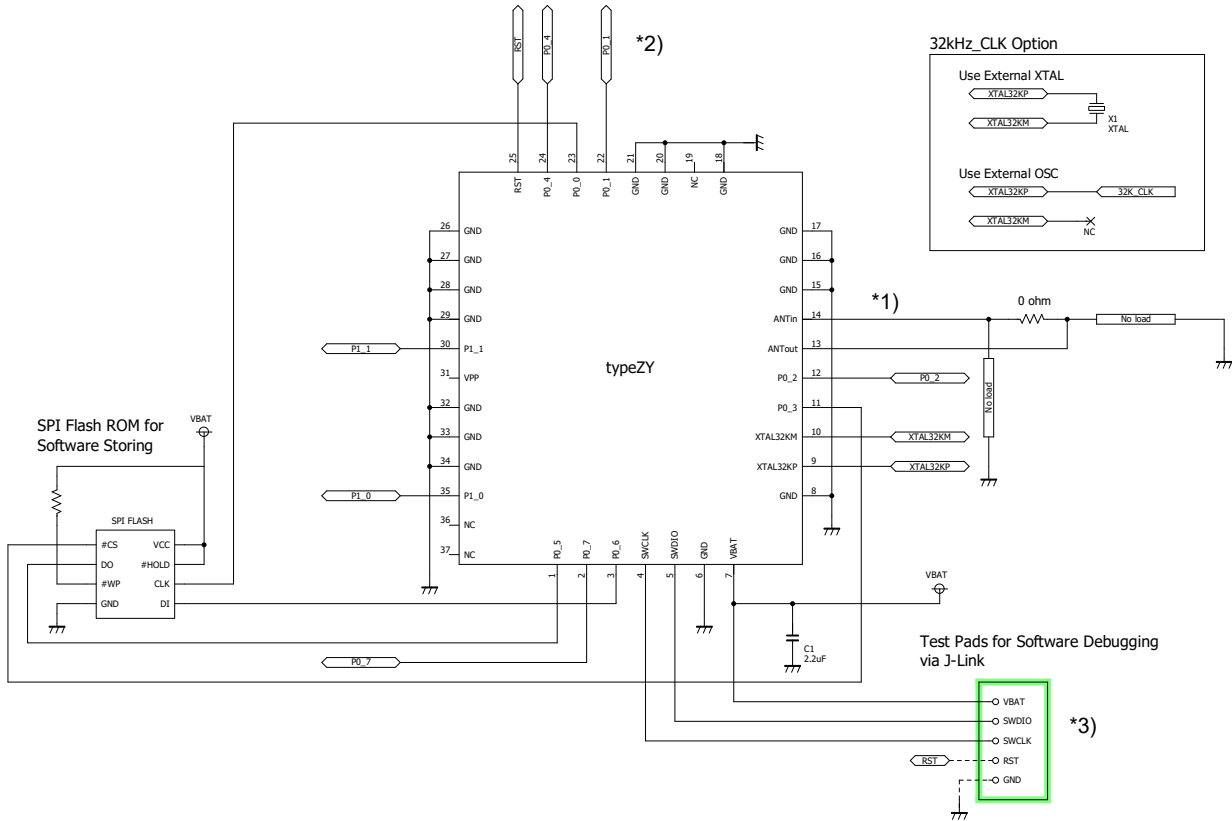 RST
P0_4
P0_1
*2)
25
24
23
22
21
20
19
18
RST
P0_4
P0_0
P0_1
GND
GND
NC
GND
32kHz_CLK Option
Use External XTAL
XTAL32KP
XTAL32KM
X1
XTAL
Use External OSC
XTAL32KP
32K_CLK
XTAL32KM
NC
26 GND
27 GND
28 GND
29 GND
P1_1
30 P1_1
31 VPP
32 GND
33 GND
34 GND
P1_0
35 P1_0
36 NC
37 NC
typeZY
GND 17
GND 16
GND 15
*1)
ANTin 14
0 ohm
No load
ANTout 13
P0_2 12
P0_2
P0_3 11
No load
XTAL32KM 10
XTAL32KM
XTAL32KP 9
XTAL32KP
GND 8
SPI Flash ROM for
Software Storing
VBAT
SPI FLASH
#CS VCC
DO #HOLD
#WP CLK
GND DI
P0_5
P0_7
P0_6
SWCLK
SWDIO
GND
VBAT
1
2
3
4
5
6
7
P0_7
VBAT
C1
2.2uF
Test Pads for Software Debugging
via J-Link
VBAT
SWDIO
SWCLK
RST
RST
GND
*3)